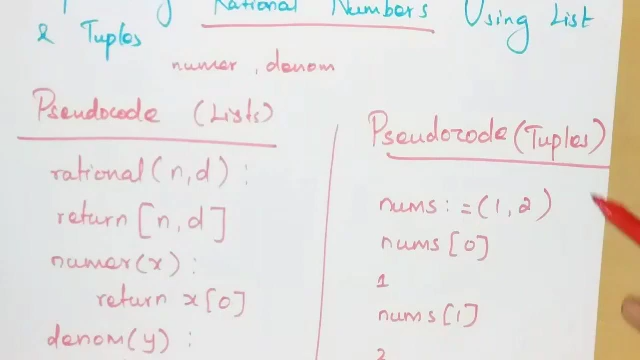 Rational Numbers Using List
& Tuples
numer, denom
Pseudocode (Lists)
rational(n,d):
return [n,d]
numer(x):
return x[0]
denom(y):
Pseudocode (Tuples)
nums:=(1,2)
nums[0]
1
nums[1]
2